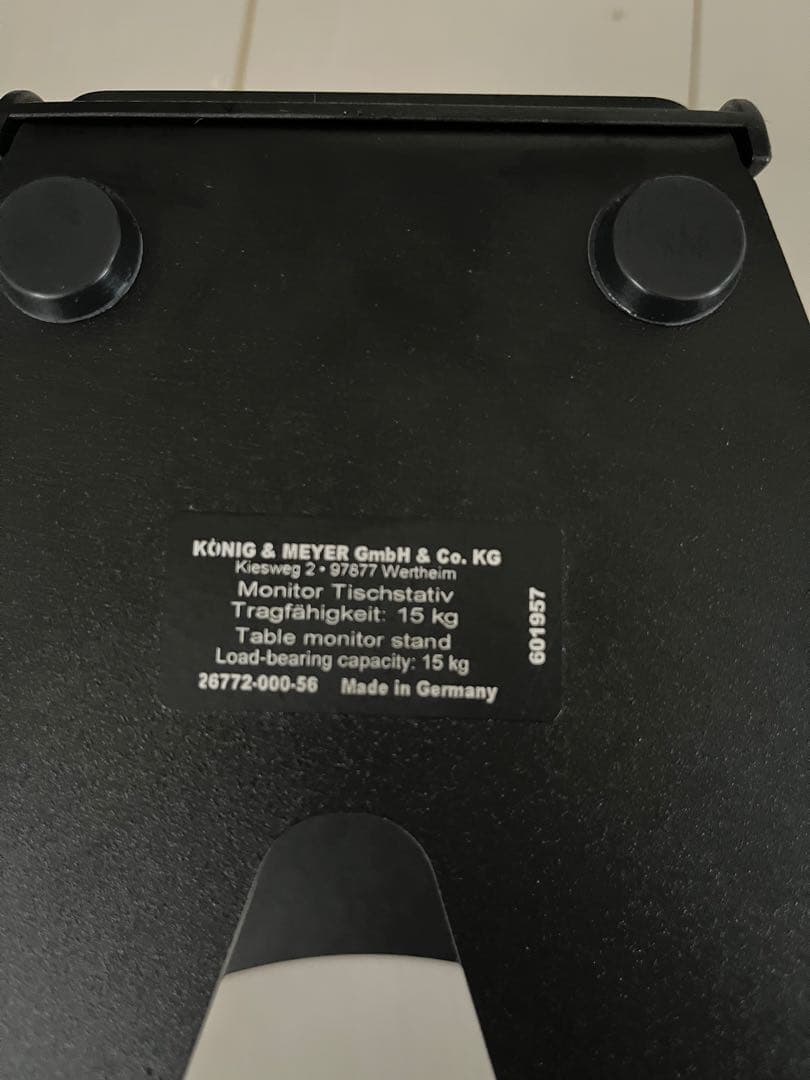 KÖNIG & MEYER GmbH & Co. KG
Kiesweg 2 • 97877 Wertheim
Monitor Tischstativ
Tragfähigkeit: 15 kg
Table monitor stand
Load-bearing capacity: 15 kg
26772-000-56 Made in Germany
601957